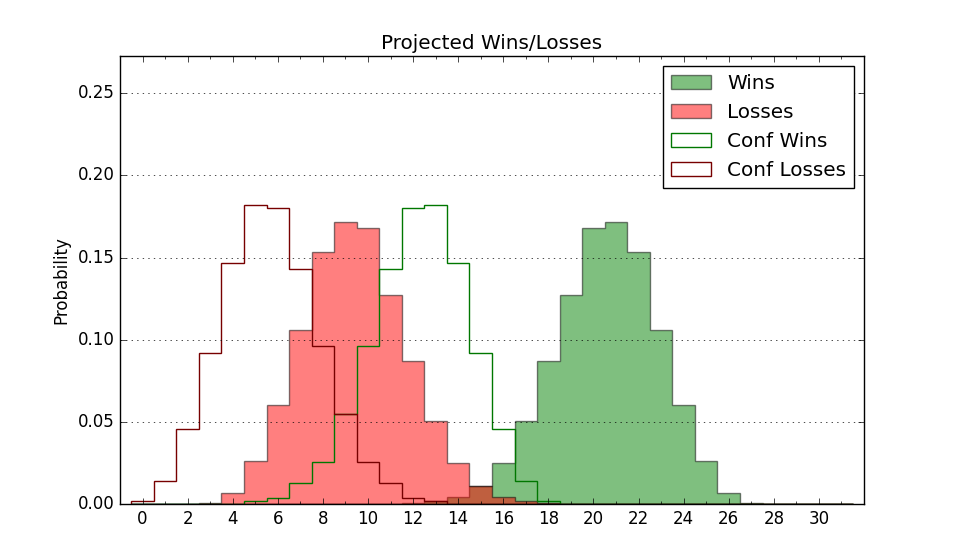 Projected Wins/Losses
Wins
Losses
Conf Wins
Conf Losses
Probability
0.25
0.20
0.15
0.10
0.05
0.00
0 2 4 6 8 10 12 14 16 18 20 22 24 26 28 30